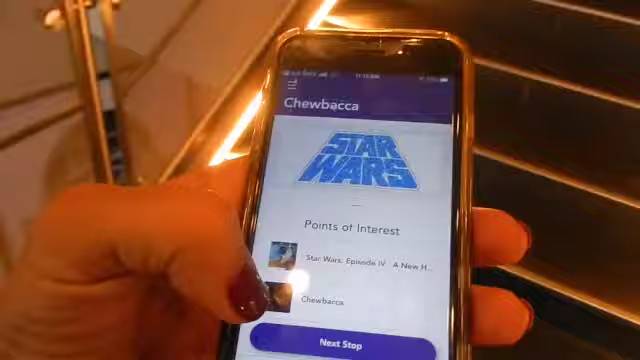 Chewbacca
STAR
WARS
Points of Interest
Star Wars: Episode IV - A New H...
Chewbacca
Next Stop